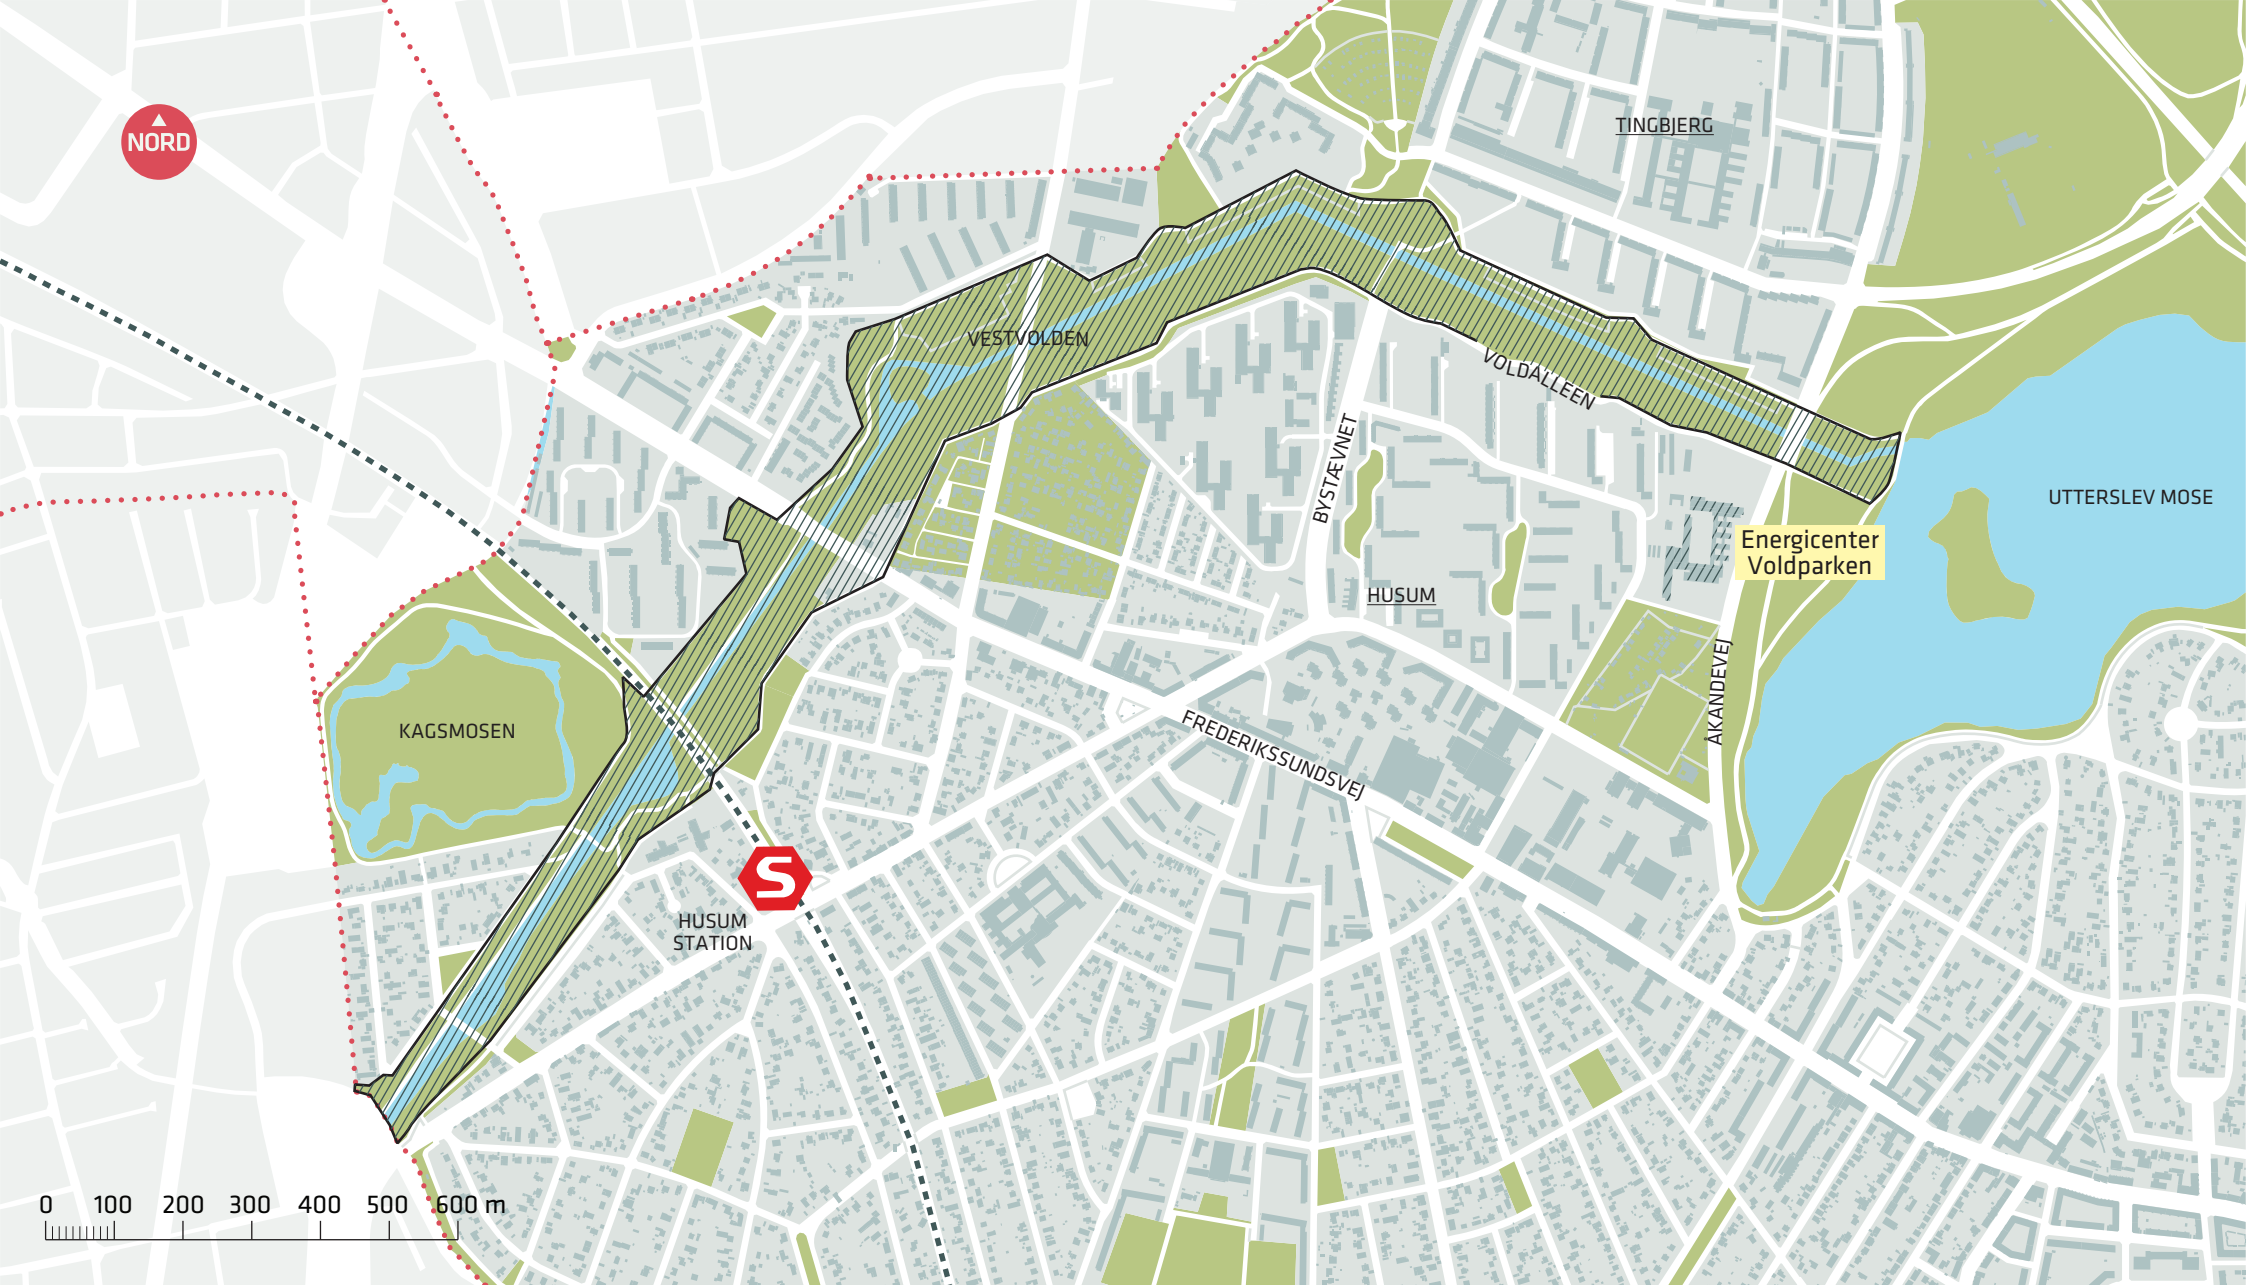 NORD
TINGBJERG
VESTVOLDEN
VOLDALLEEN
BYSTÆVNET
UTTERSLEV MOSE
Energicenter
Voldparken
HUSUM
ÅKANDEVEJ
KAGSMOSEN
FREDERIKSSUNDSVEJ
S
HUSUM
STATION
0 100 200 300 400 500 600 m